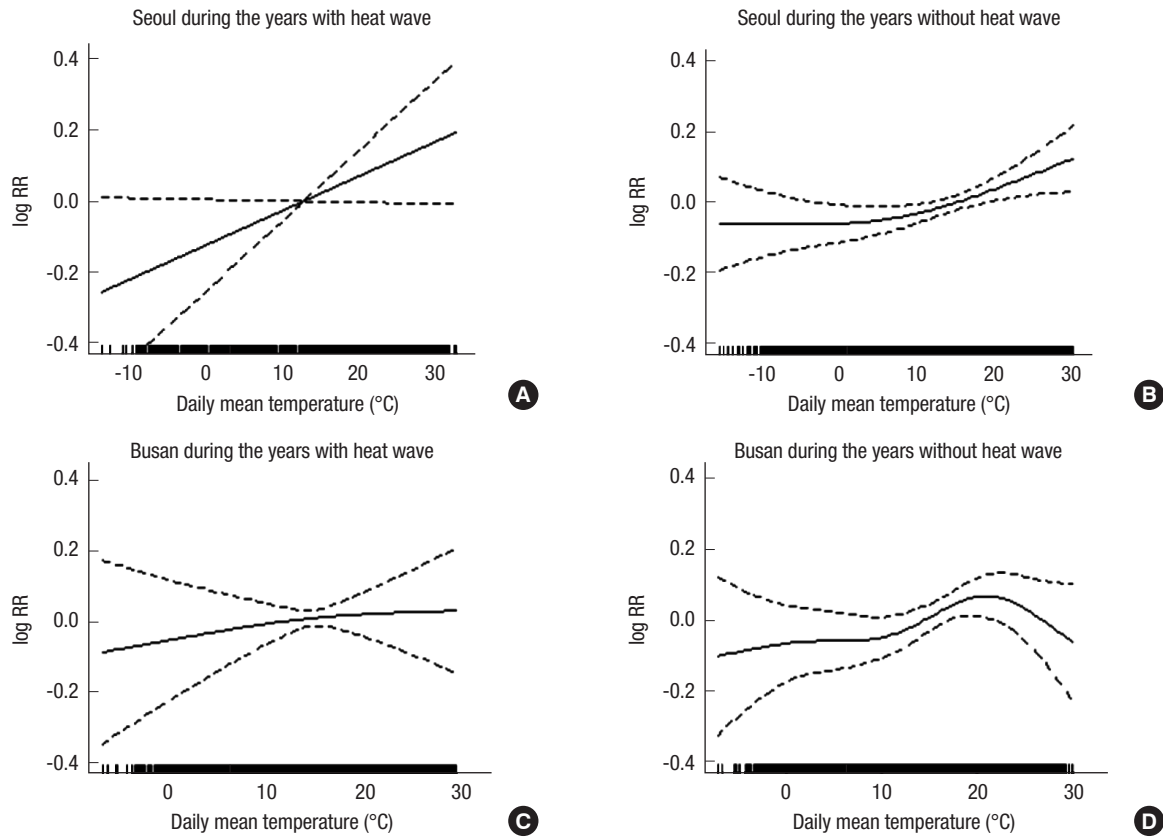 Seoul during the years with heat wave
0.4
0.2
0.0
-0.2
-0.4
log RR
-10 0 10 20 30
Daily mean temperature (°C)
A
Seoul during the years without heat wave
0.4
0.2
0.0
-0.2
-0.4
log RR
-10 0 10 20 30
Daily mean temperature (°C)
B
Busan during the years with heat wave
0.4
0.2
0.0
-0.2
-0.4
log RR
0 10 20 30
Daily mean temperature (°C)
C
Busan during the years without heat wave
0.4
0.2
0.0
-0.2
-0.4
log RR
0 10 20 30
Daily mean temperature (°C)
D